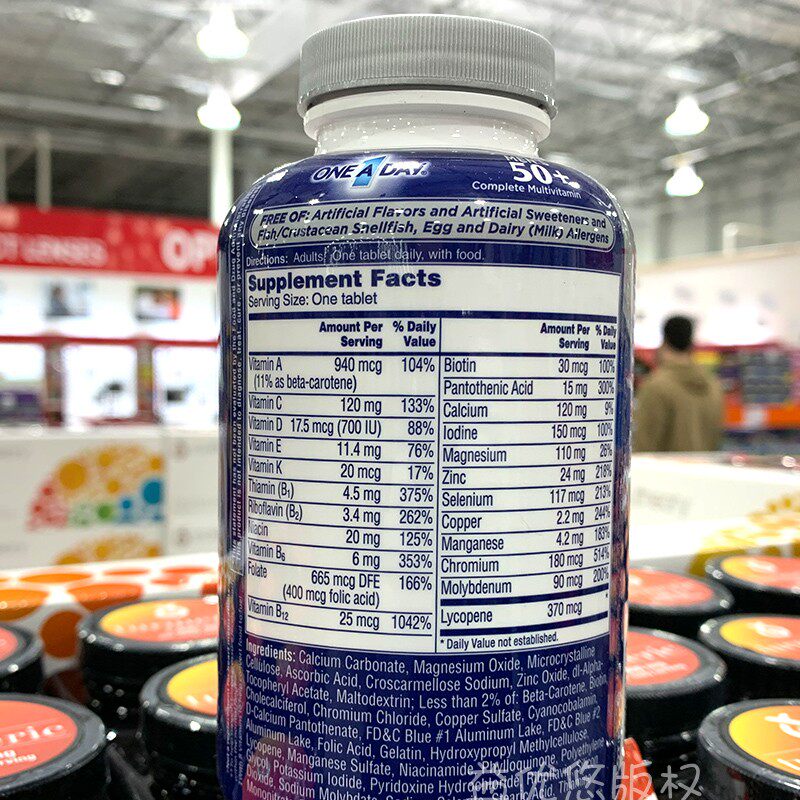 ONE A DAY
50+
Complete Multivitamin
FREE OF: Artificial Flavors and Artificial Sweeteners and
Fish/Crustacean Shellfish, Egg and Dairy (Milk) Allergens
Directions: Adults: One tablet daily, with food.
Supplement Facts
Serving Size: One tablet
Amount Per Serving % Daily Value
Vitamin A 940 mcg 104%
(11% as beta-carotene)
Vitamin C 120 mg 133%
Vitamin D 17.5 mcg (700 IU) 88%
Vitamin E 11.4 mg 76%
Vitamin K 20 mcg 17%
Thiamin (B₁) 4.5 mg 375%
Riboflavin (B₂) 3.4 mg 262%
Niacin 20 mg 125%
Vitamin B₆ 6 mg 353%
Folate 665 mcg DFE 166%
(400 mcg folic acid)
Vitamin B₁₂ 25 mcg 1042%
Amount Per Serving % Daily Value
Biotin 30 mcg 100%
Pantothenic Acid 15 mg 300%
Calcium 120 mg 9%
Iodine 150 mcg 100%
Magnesium 110 mg 26%
Zinc 24 mg 218%
Selenium 117 mcg 213%
Copper 2.2 mg 244%
Manganese 4.2 mg 183%
Chromium 180 mcg 514%
Molybdenum 90 mcg 200%
Lycopene 370 mcg *
* Daily Value not established.
Ingredients: Calcium Carbonate, Magnesium Oxide, Microcrystalline
Cellulose, Ascorbic Acid, Croscarmellose Sodium, Zinc Oxide, dl-Alpha-
Tocopheryl Acetate, Maltodextrin; Less than 2% of: Beta-Carotene, Biotin,
Cholecalciferol, Chromium Chloride, Copper Sulfate, Cyanocobalamin,
D-Calcium Pantothenate, FD&C Blue #1 Aluminum Lake, FD&C Blue #2
Aluminum Lake, Folic Acid, Gelatin, Hydroxypropyl Methylcellulose,
Lycopene, Manganese Sulfate, Niacinamide, Phylloquinone, Polyethylene
Glycol, Potassium Iodide, Pyridoxine Hydrochloride,
Dioxide, Sodium Molybdate, Sodium
优悠版权